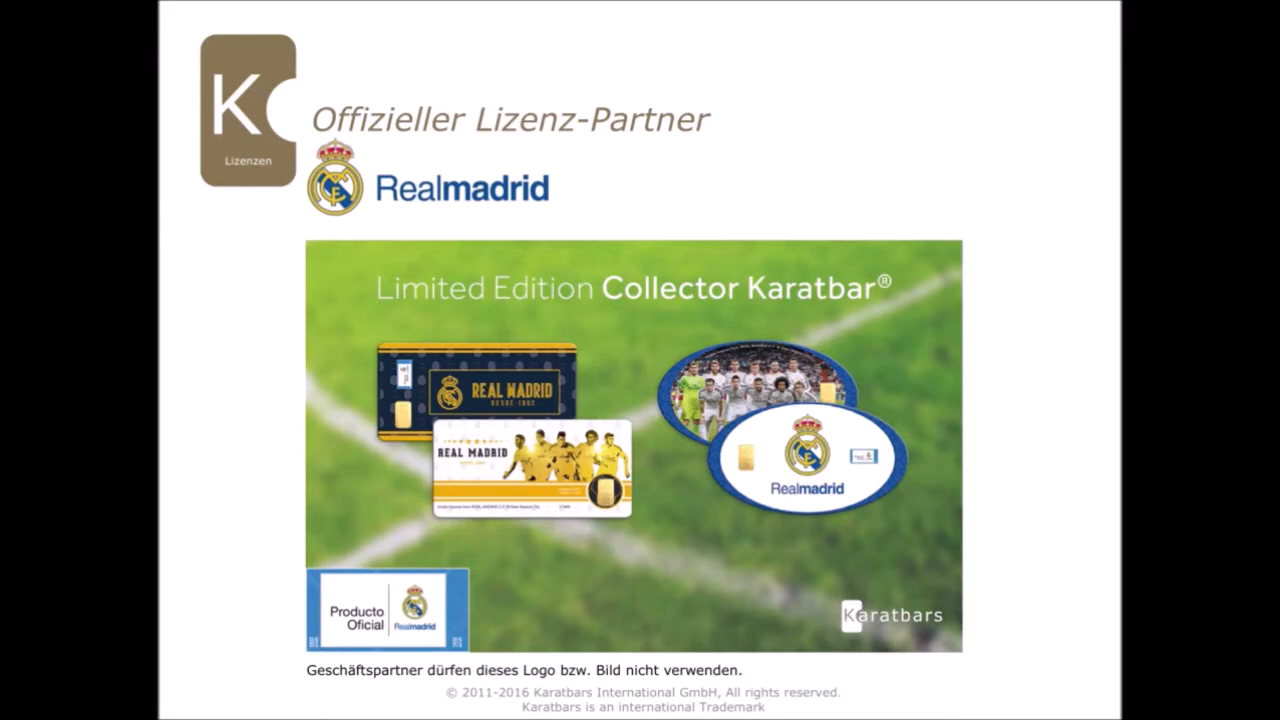 K
Lizenzen
Offizieller Lizenz-Partner
Realmadrid
Limited Edition Collector Karatbar®
REAL MADRID
DESDE 1902
REAL MADRID
Realmadrid
Producto
Oficial
Realmadrid
Karatbars
Geschäftspartner dürfen dieses Logo bzw. Bild nicht verwenden.
© 2011-2016 Karatbars International GmbH, All rights reserved.
Karatbars is an international Trademark